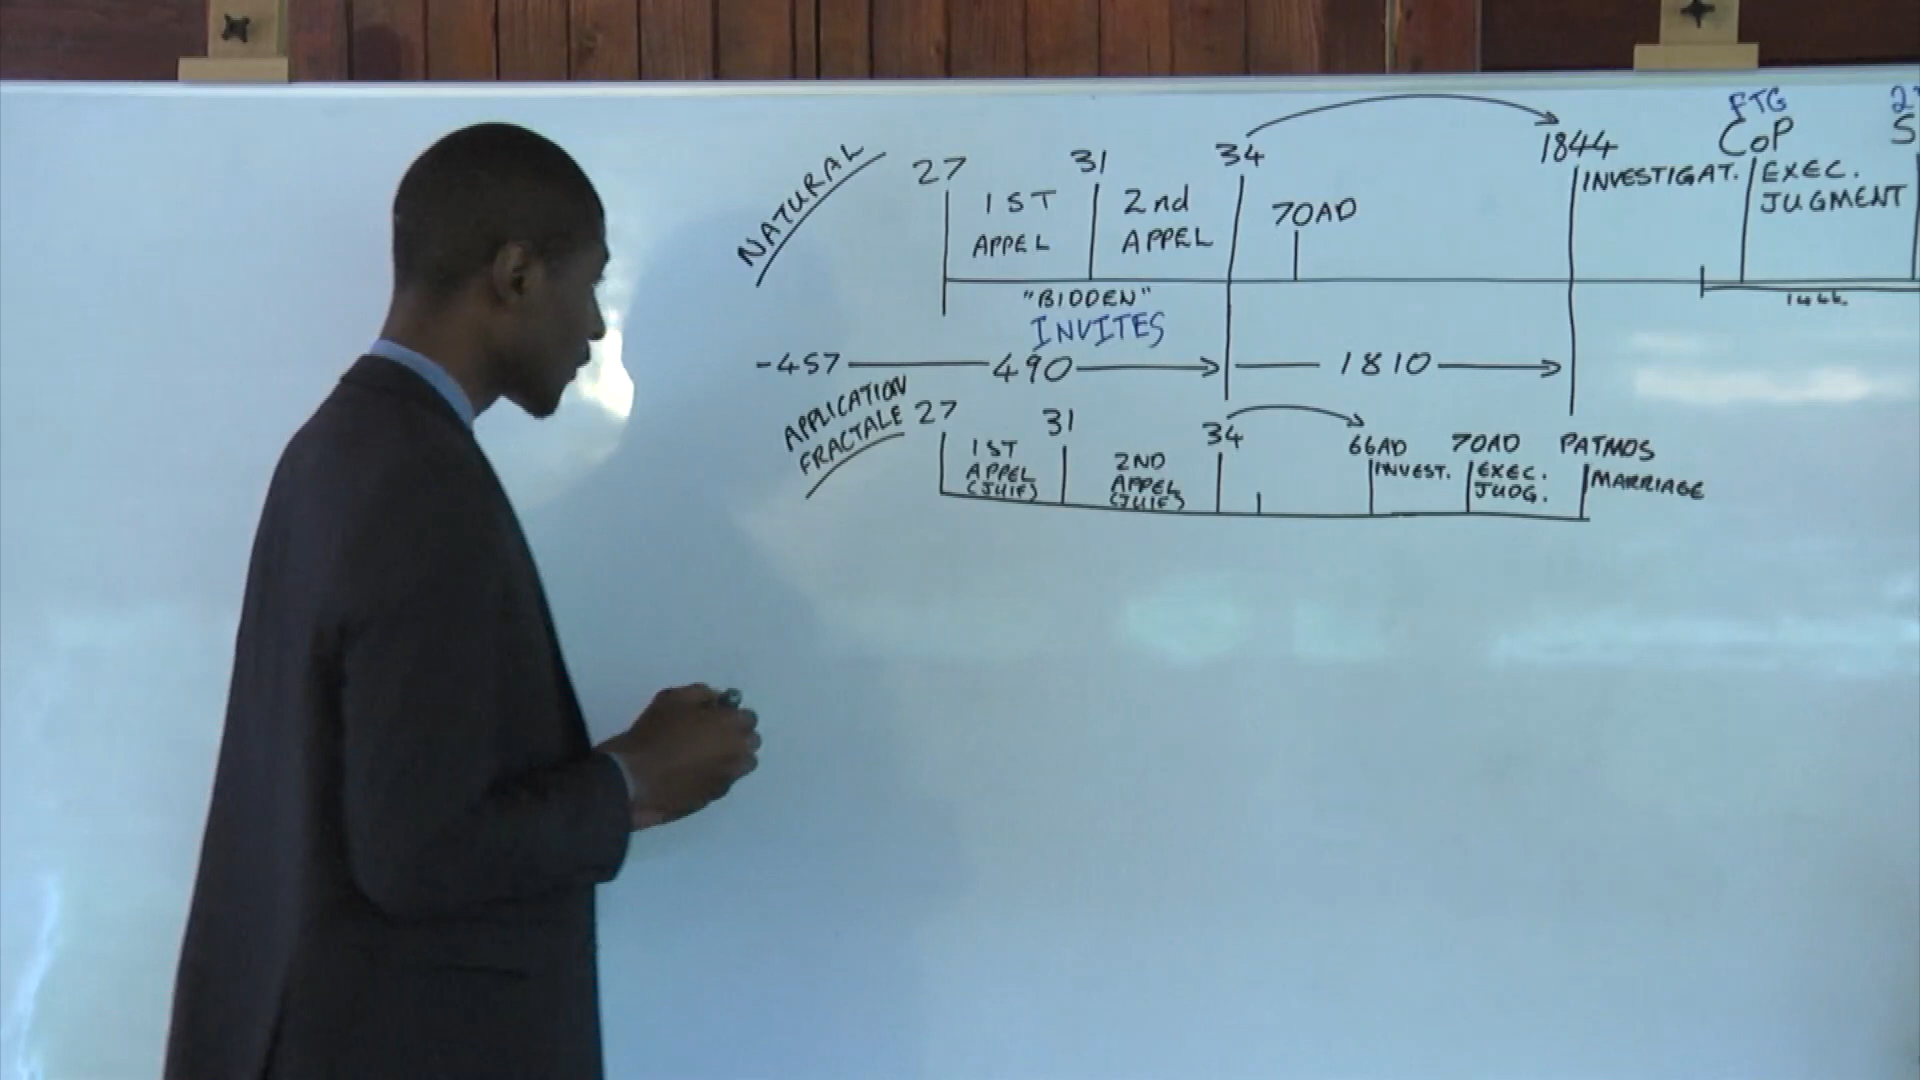 NATURAL
27 31 34 1844 FTG CoP
1ST APPEL 2nd APPEL 70AD INVESTIGAT. EXEC. JUGMENT
"BIDDEN"
INVITES
-457 490 1810
APPLICATION FRACTALE
27 31 34 66AD 70AD PATMOS
1ST APPEL (JUIF) 2ND APPEL (JUIF) INVEST. EXEC. JUDG. MARRIAGE